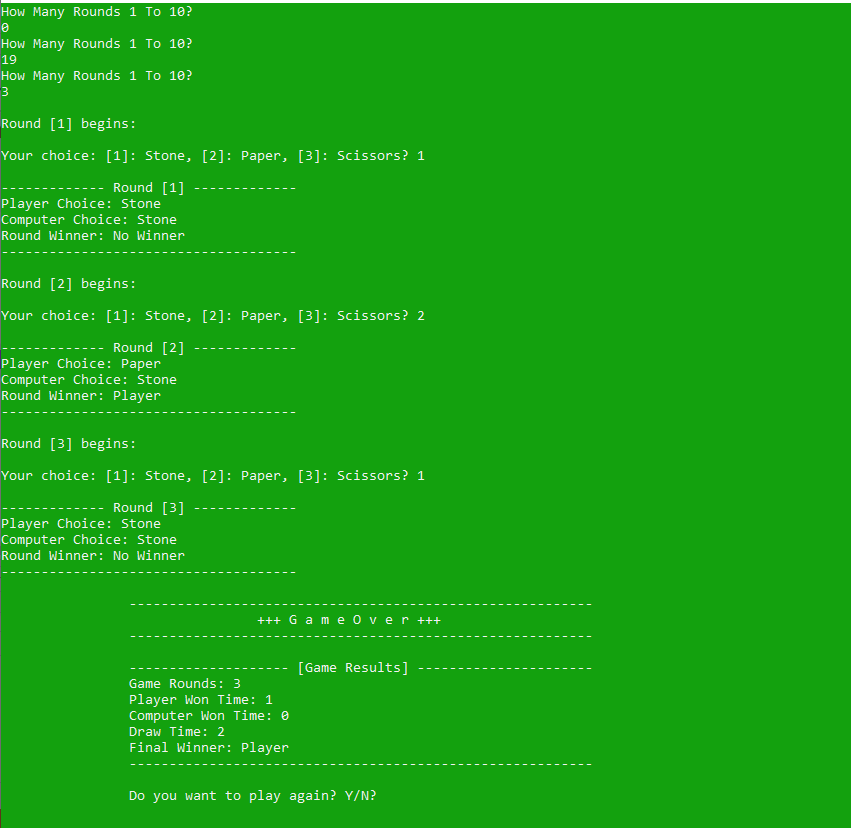 How Many Rounds 1 To 10?
0
How Many Rounds 1 To 10?
19
How Many Rounds 1 To 10?
3
Round [1] begins:
Your choice: [1]: Stone, [2]: Paper, [3]: Scissors? 1
------------- Round [1] -------------
Player Choice: Stone
Computer Choice: Stone
Round Winner: No Winner
-------------------------------------
Round [2] begins:
Your choice: [1]: Stone, [2]: Paper, [3]: Scissors? 2
------------- Round [2] -------------
Player Choice: Paper
Computer Choice: Stone
Round Winner: Player
-------------------------------------
Round [3] begins:
Your choice: [1]: Stone, [2]: Paper, [3]: Scissors? 1
------------- Round [3] -------------
Player Choice: Stone
Computer Choice: Stone
Round Winner: No Winner
-------------------------------------
----------------------------------------------------------
+++ G a m e O v e r +++
----------------------------------------------------------
-------------------- [Game Results] ----------------------
Game Rounds: 3
Player Won Time: 1
Computer Won Time: 0
Draw Time: 2
Final Winner: Player
----------------------------------------------------------
Do you want to play again? Y/N?